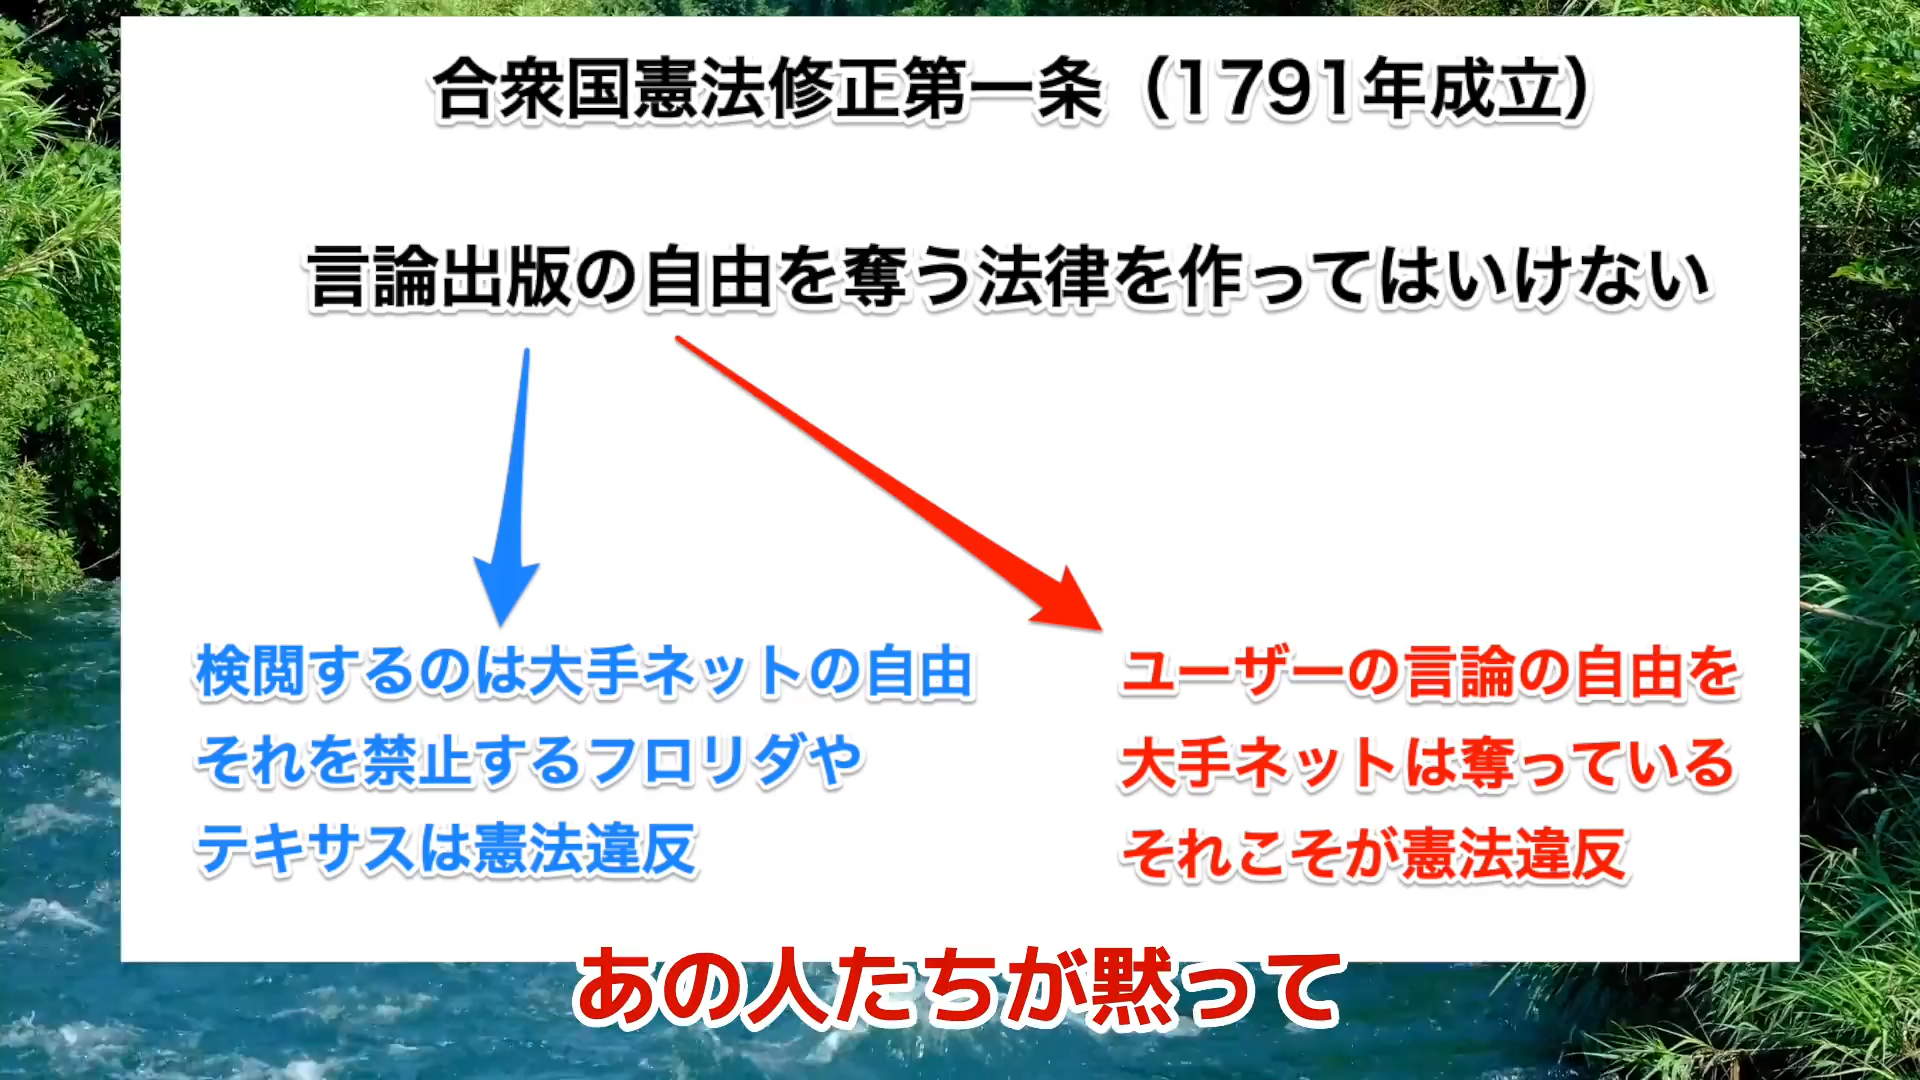 合衆国憲法修正第一条（1791年成立）
言論出版の自由を奪う法律を作ってはいけない
検閲するのは大手ネットの自由
それを禁止するフロリダや
テキサスは憲法違反
ユーザーの言論の自由を
大手ネットは奪っている
それこそが憲法違反
あの人たちが黙って